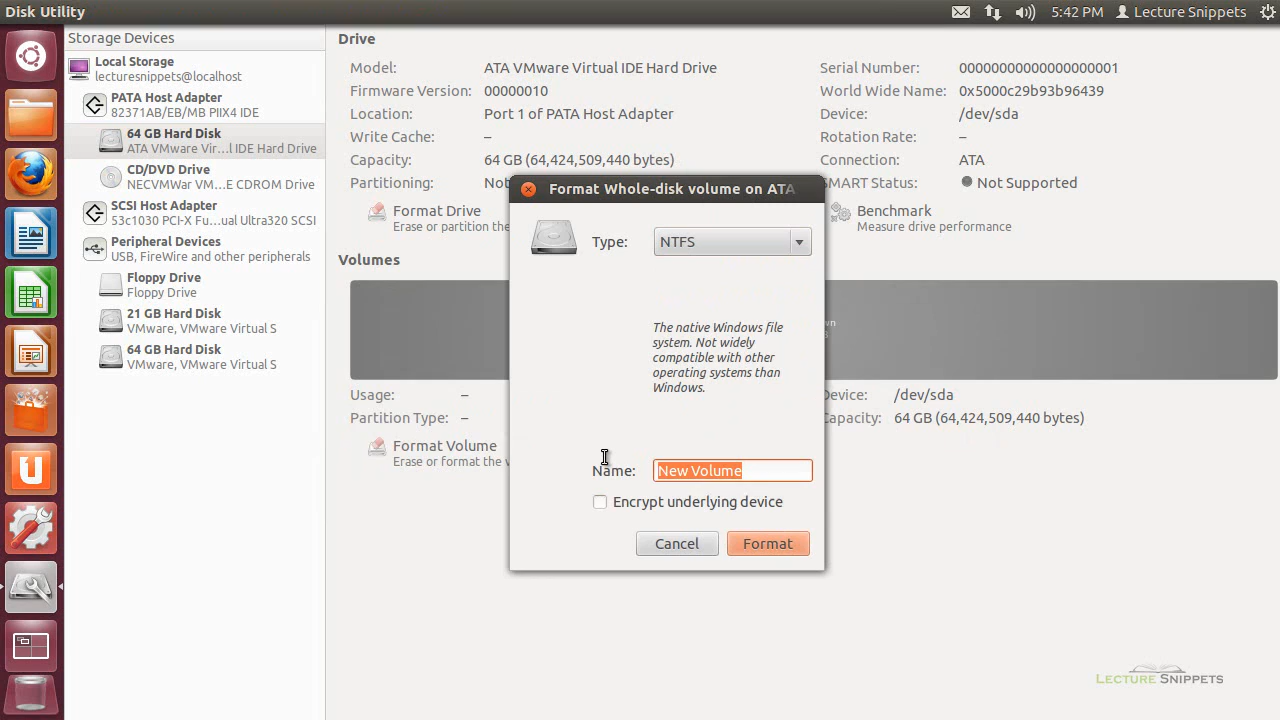 Disk Utility
5:42 PM
Lecture Snippets
Storage Devices
Local Storage
lecturesnippets@localhost
PATA Host Adapter
82371AB/EB/MB PIIX4 IDE
64 GB Hard Disk
ATA VMware Vir...l IDE Hard Drive
CD/DVD Drive
NECVMWar VM...E CDROM Drive
SCSI Host Adapter
53c1030 PCI-X Fu...ual Ultra320 SCSI
Peripheral Devices
USB, FireWire and other peripherals
Floppy Drive
Floppy Drive
21 GB Hard Disk
VMware, VMware Virtual S
64 GB Hard Disk
VMware, VMware Virtual S
Drive
Model: ATA VMware Virtual IDE Hard Drive
Serial Number: 00000000000000000001
Firmware Version: 00000010
World Wide Name: 0x5000c29b93b96439
Location: Port 1 of PATA Host Adapter
Device: /dev/sda
Write Cache: –
Rotation Rate: –
Capacity: 64 GB (64,424,509,440 bytes)
Connection: ATA
Partitioning: Not
SMART Status: Not Supported
Format Drive
Erase or partition the
Benchmark
Measure drive performance
Volumes
Usage: –
Device: /dev/sda
Partition Type: –
Capacity: 64 GB (64,424,509,440 bytes)
Format Volume
Erase or format the v
Format Whole-disk volume on ATA
Type: NTFS
The native Windows file
system. Not widely
compatible with other
operating systems than
Windows.
Name: New Volume
Encrypt underlying device
Cancel
Format
LECTURE SNIPPETS